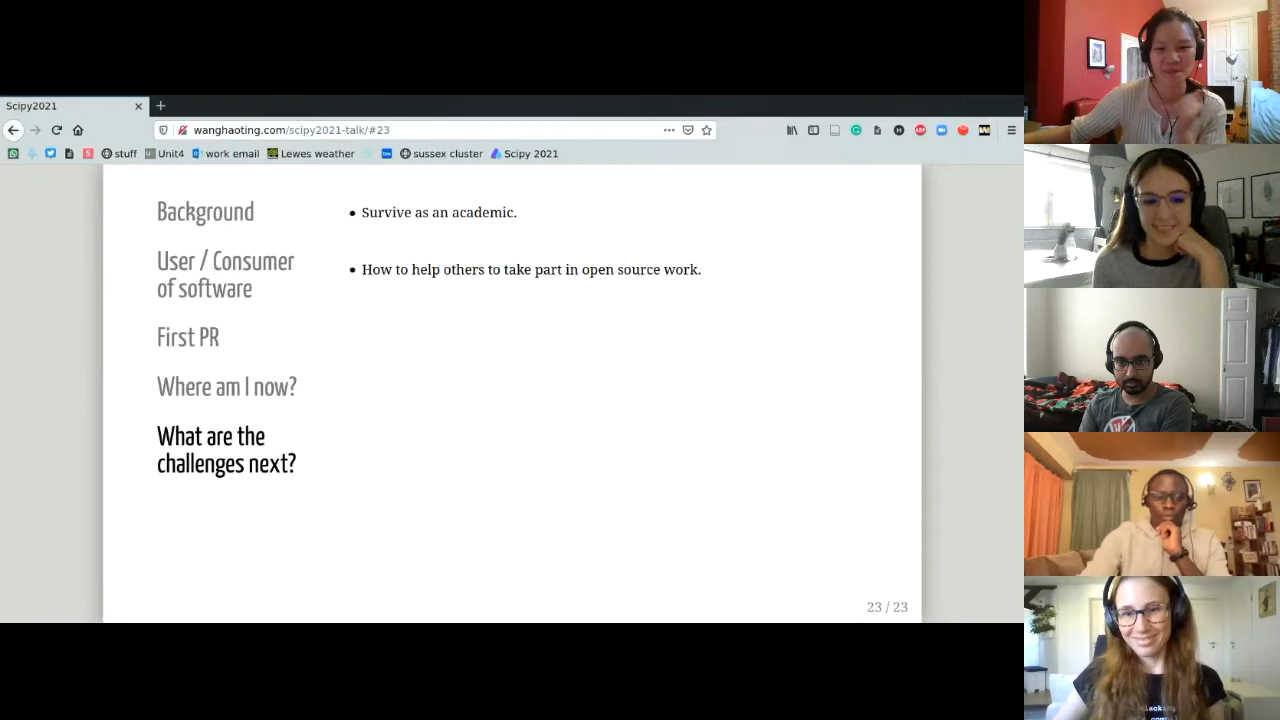 Scipy2021
wanghaoting.com/scipy2021-talk/#23
stuff
Unit4
work email
Lewes weather
box
sussex cluster
Scipy 2021
Background
User / Consumer
of software
First PR
Where am I now?
What are the
challenges next?
Survive as an academic.
How to help others to take part in open source work.
23 / 23